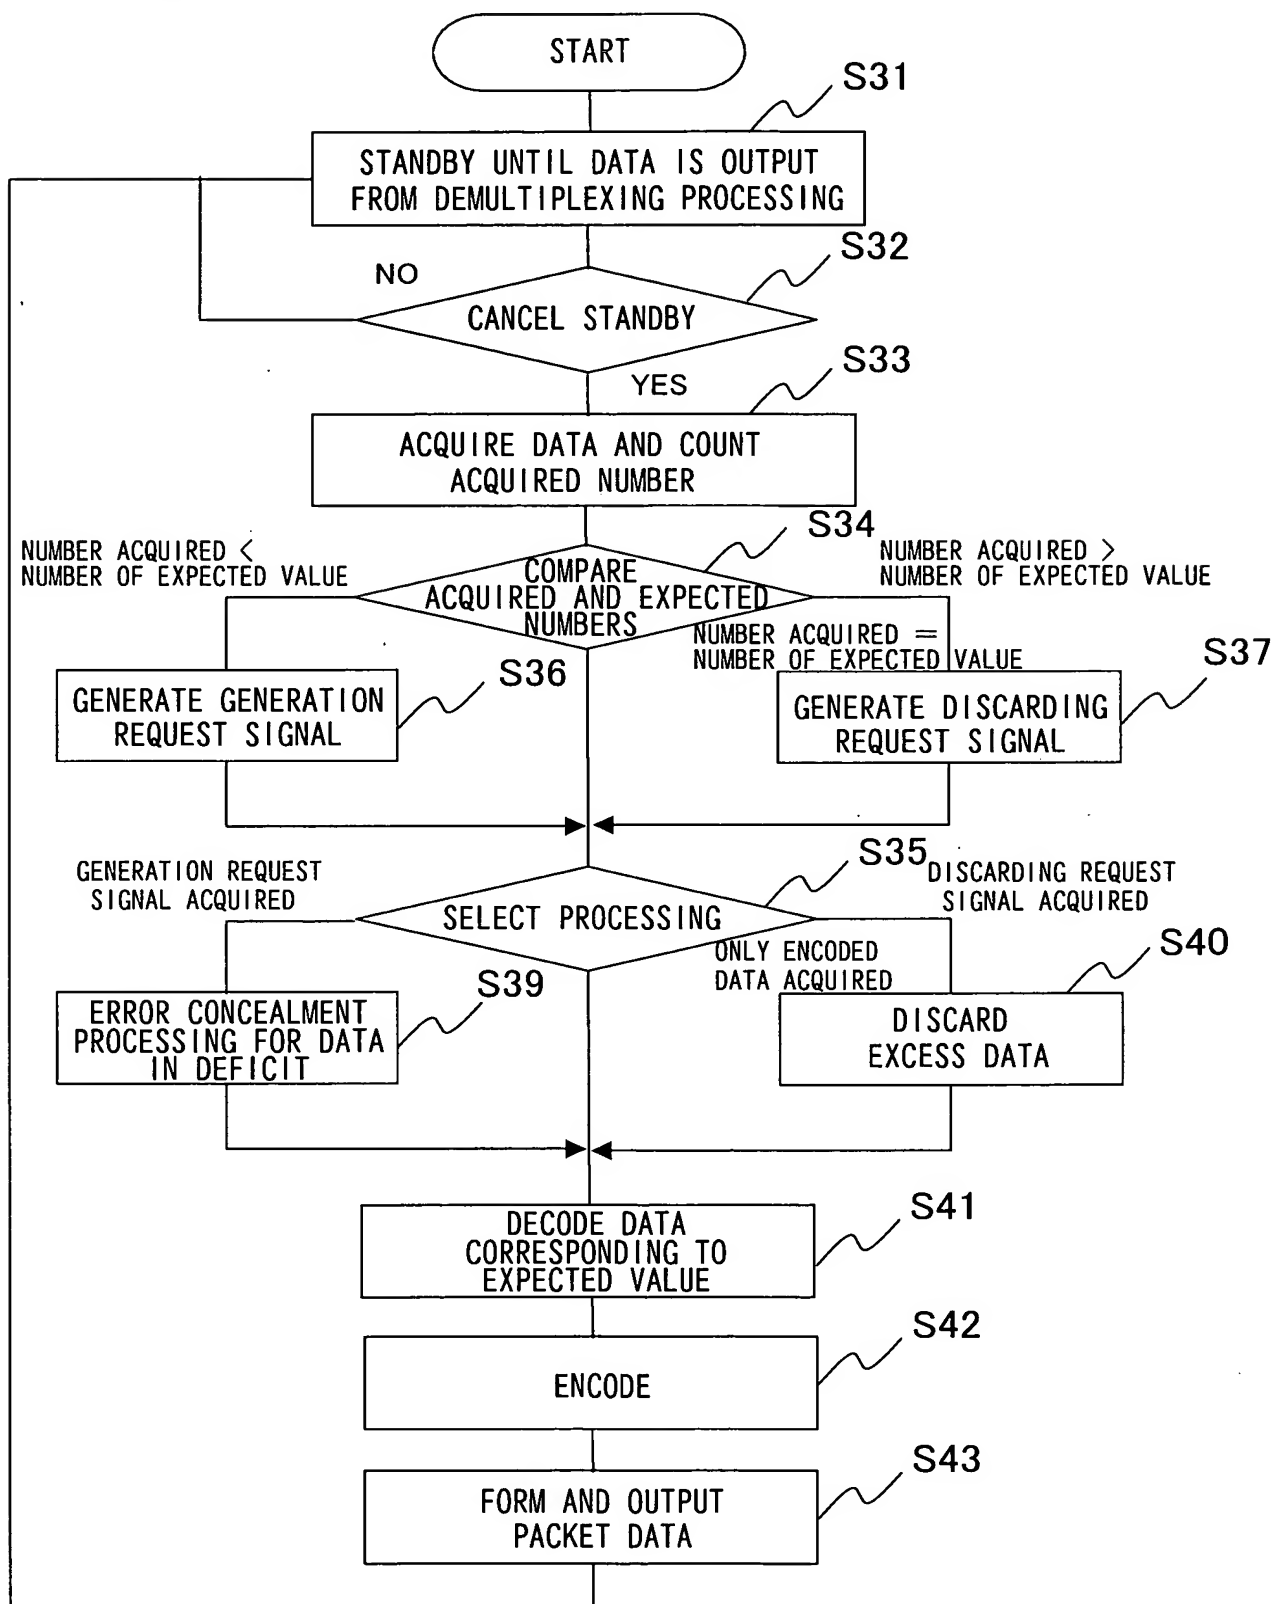 START
S31
STANDBY UNTIL DATA IS OUTPUT
FROM DEMULTIPLEXING PROCESSING
S32
NO
CANCEL STANDBY
S33
YES
ACQUIRE DATA AND COUNT
ACQUIRED NUMBER
S34
NUMBER ACQUIRED <
NUMBER OF EXPECTED VALUE
COMPARE
ACQUIRED AND EXPECTED
NUMBERS
NUMBER ACQUIRED >
NUMBER OF EXPECTED VALUE
NUMBER ACQUIRED =
NUMBER OF EXPECTED VALUE
S36
GENERATE GENERATION
REQUEST SIGNAL
S37
GENERATE DISCARDING
REQUEST SIGNAL
S35
GENERATION REQUEST
SIGNAL ACQUIRED
SELECT PROCESSING
DISCARDING REQUEST
SIGNAL ACQUIRED
ONLY ENCODED
DATA ACQUIRED
S39
ERROR CONCEALMENT
PROCESSING FOR DATA
IN DEFICIT
S40
DISCARD
EXCESS DATA
S41
DECODE DATA
CORRESPONDING TO
EXPECTED VALUE
S42
ENCODE
S43
FORM AND OUTPUT
PACKET DATA